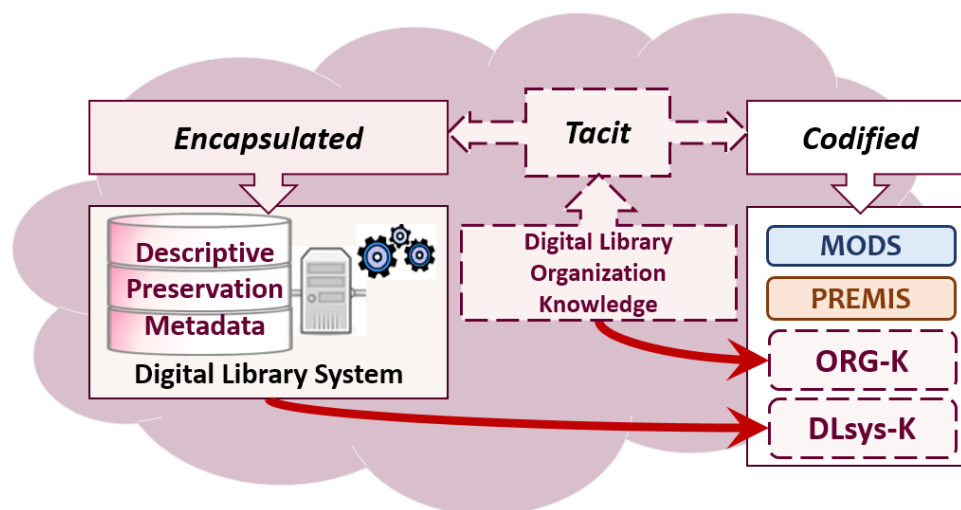 Encapsulated
Tacit
Codified
Descriptive
Preservation
Metadata
Digital Library System
Digital Library
Organization
Knowledge
MODS
PREMIS
ORG-K
DLsys-K